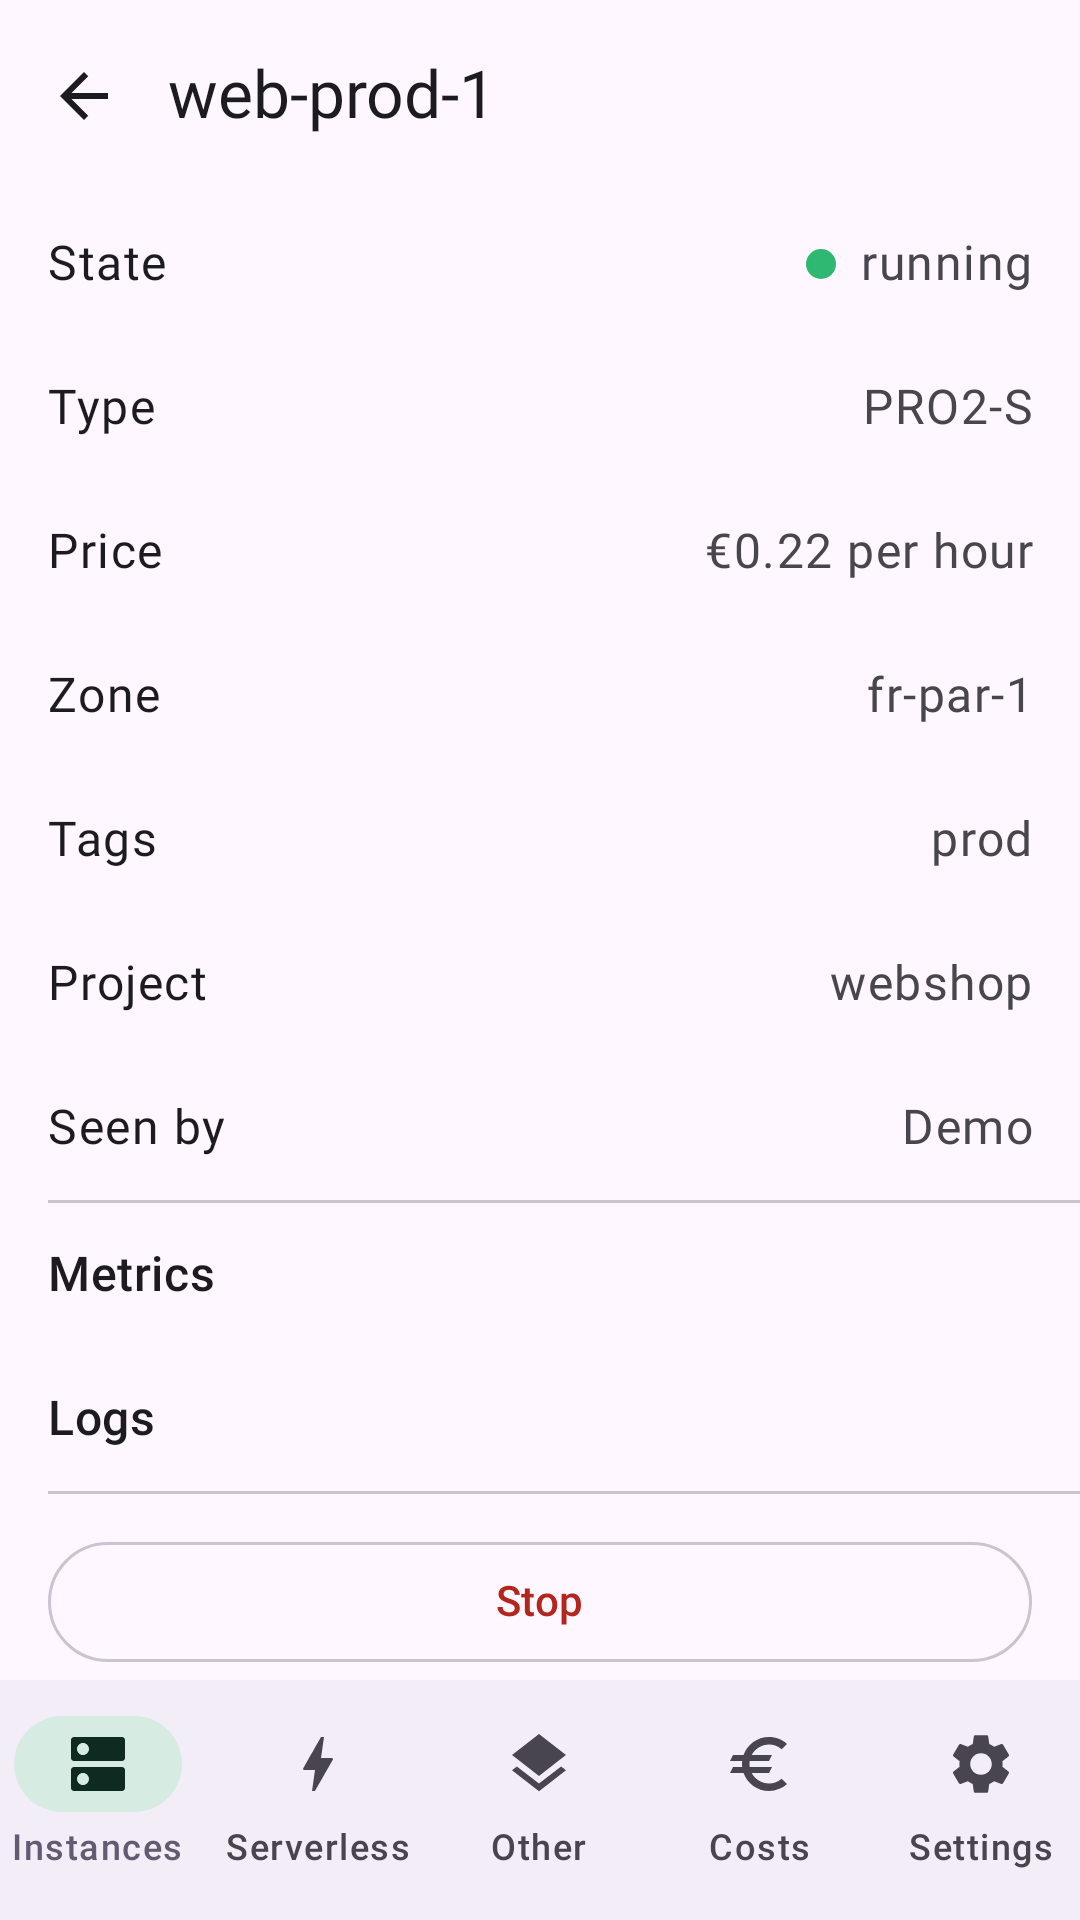 web-prod-1
State running
Type PRO2-S
Price €0.22 per hour
Zone fr-par-1
Tags prod
Project webshop
Seen by Demo
Metrics
Logs
Stop
Instances Serverless Other Costs Settings